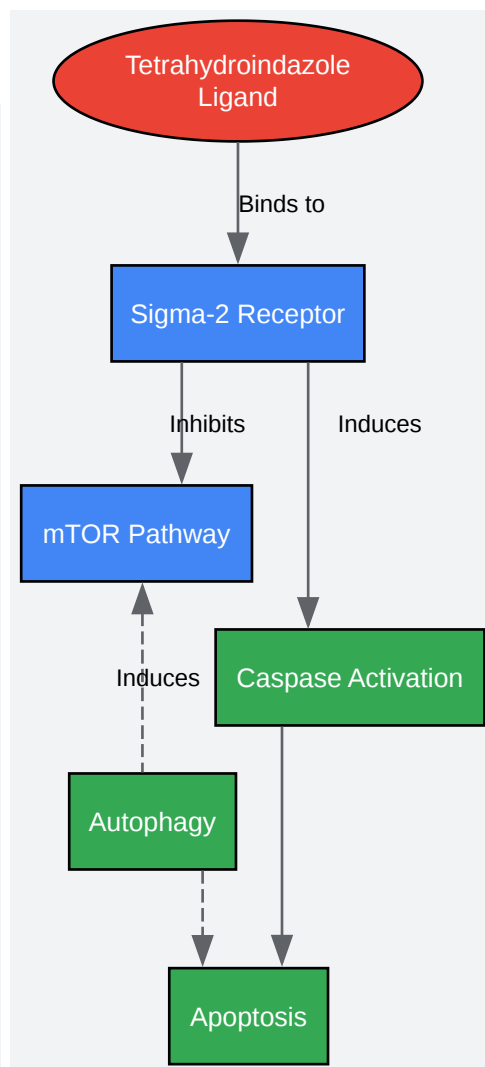 Tetrahydroindazole
Ligand
Binds to
Sigma-2 Receptor
Inhibits
Induces
mTOR Pathway
Induces
Caspase Activation
Autophagy
Apoptosis